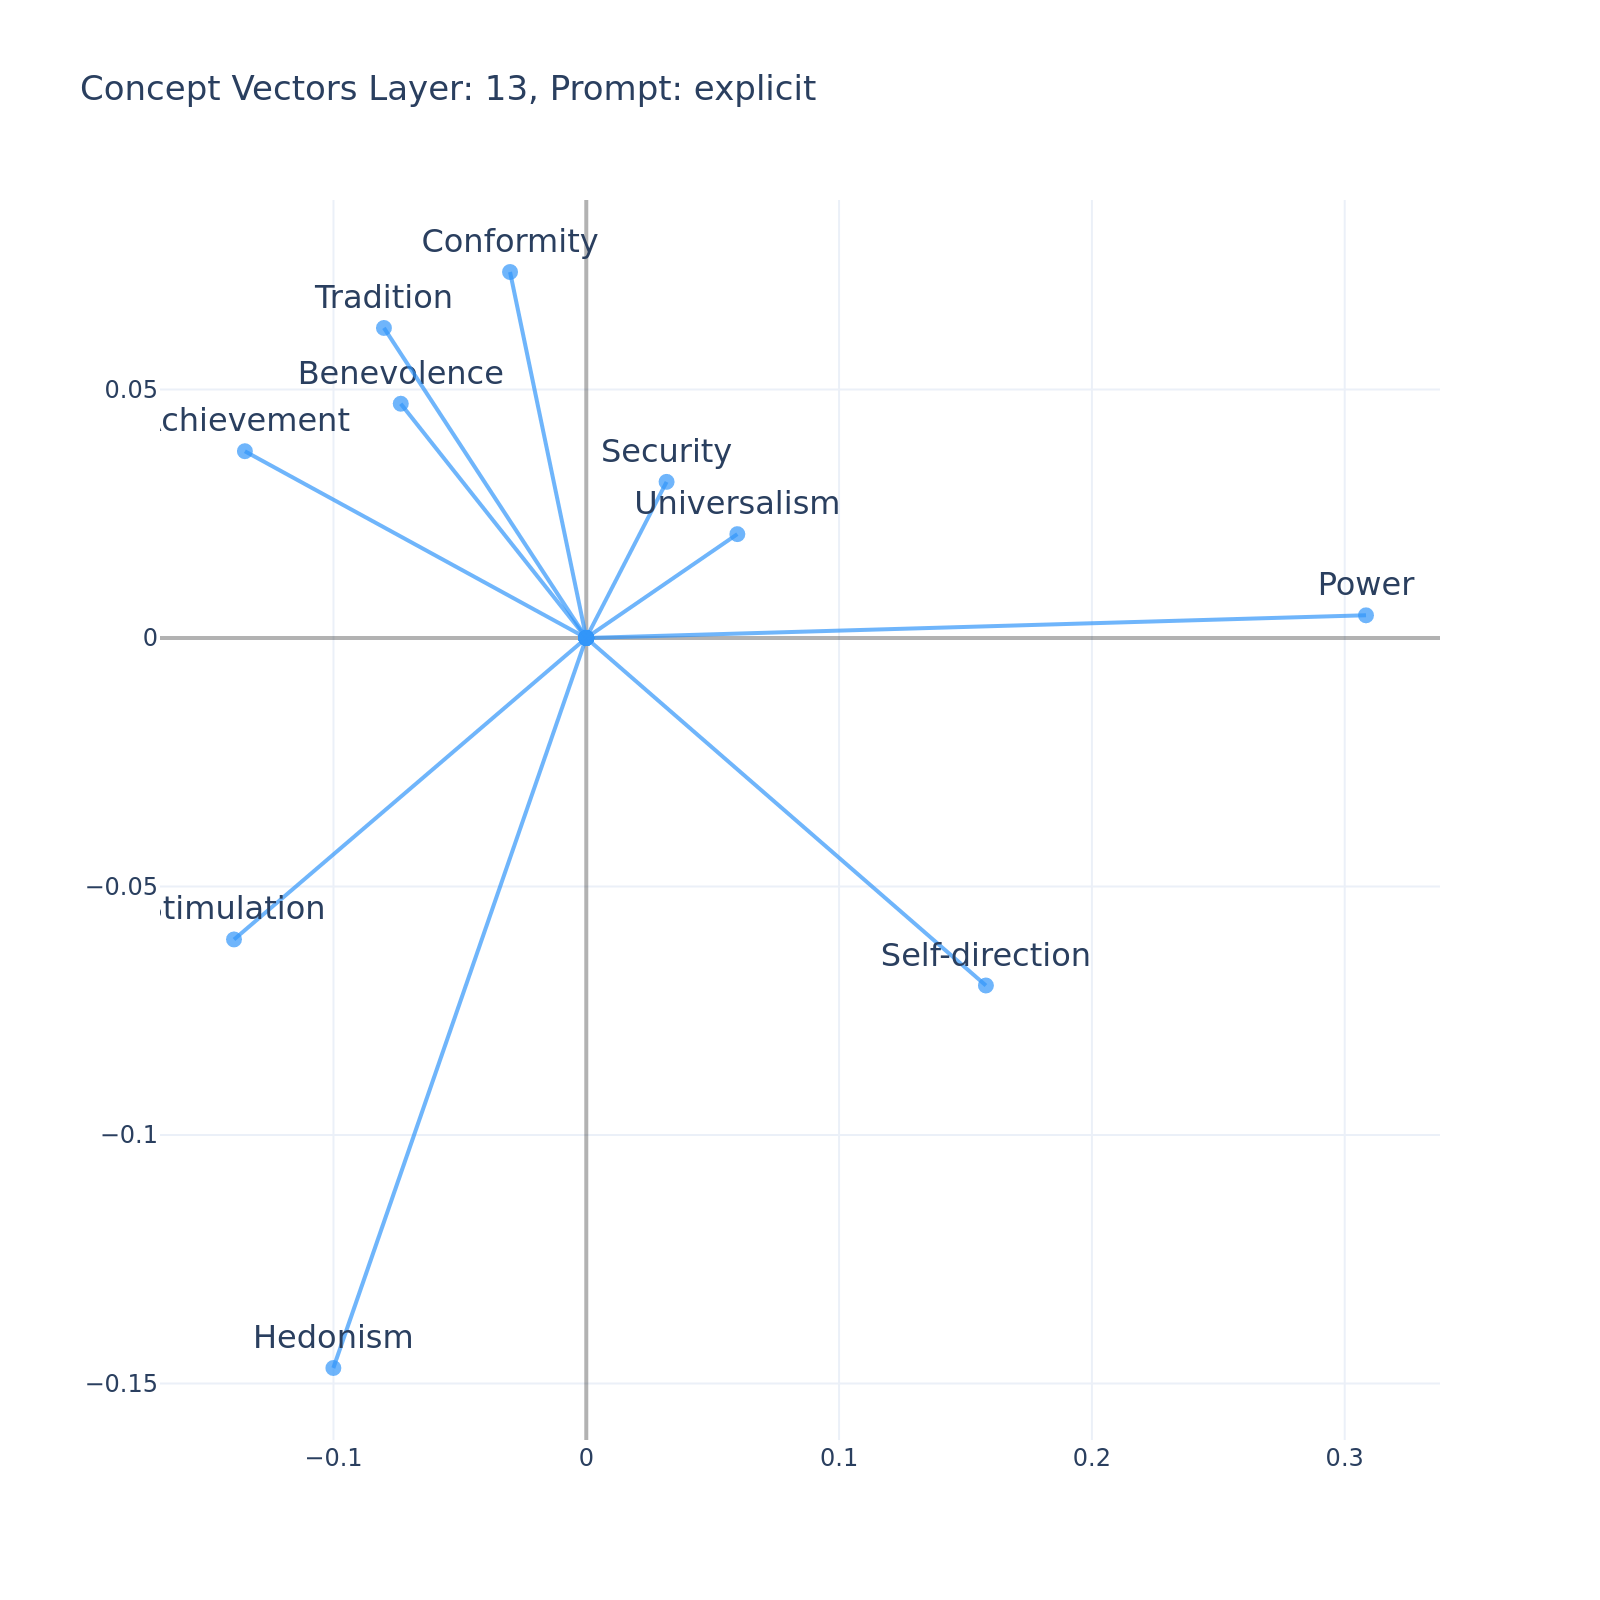 Concept Vectors Layer: 13, Prompt: explicit
Conformity
Tradition
Benevolence
0.05
chievement
Security
Universalism
Power
0
−0.05
timulation
Self-direction
−0.1
Hedonism
−0.15
−0.1
0
0.1
0.2
0.3